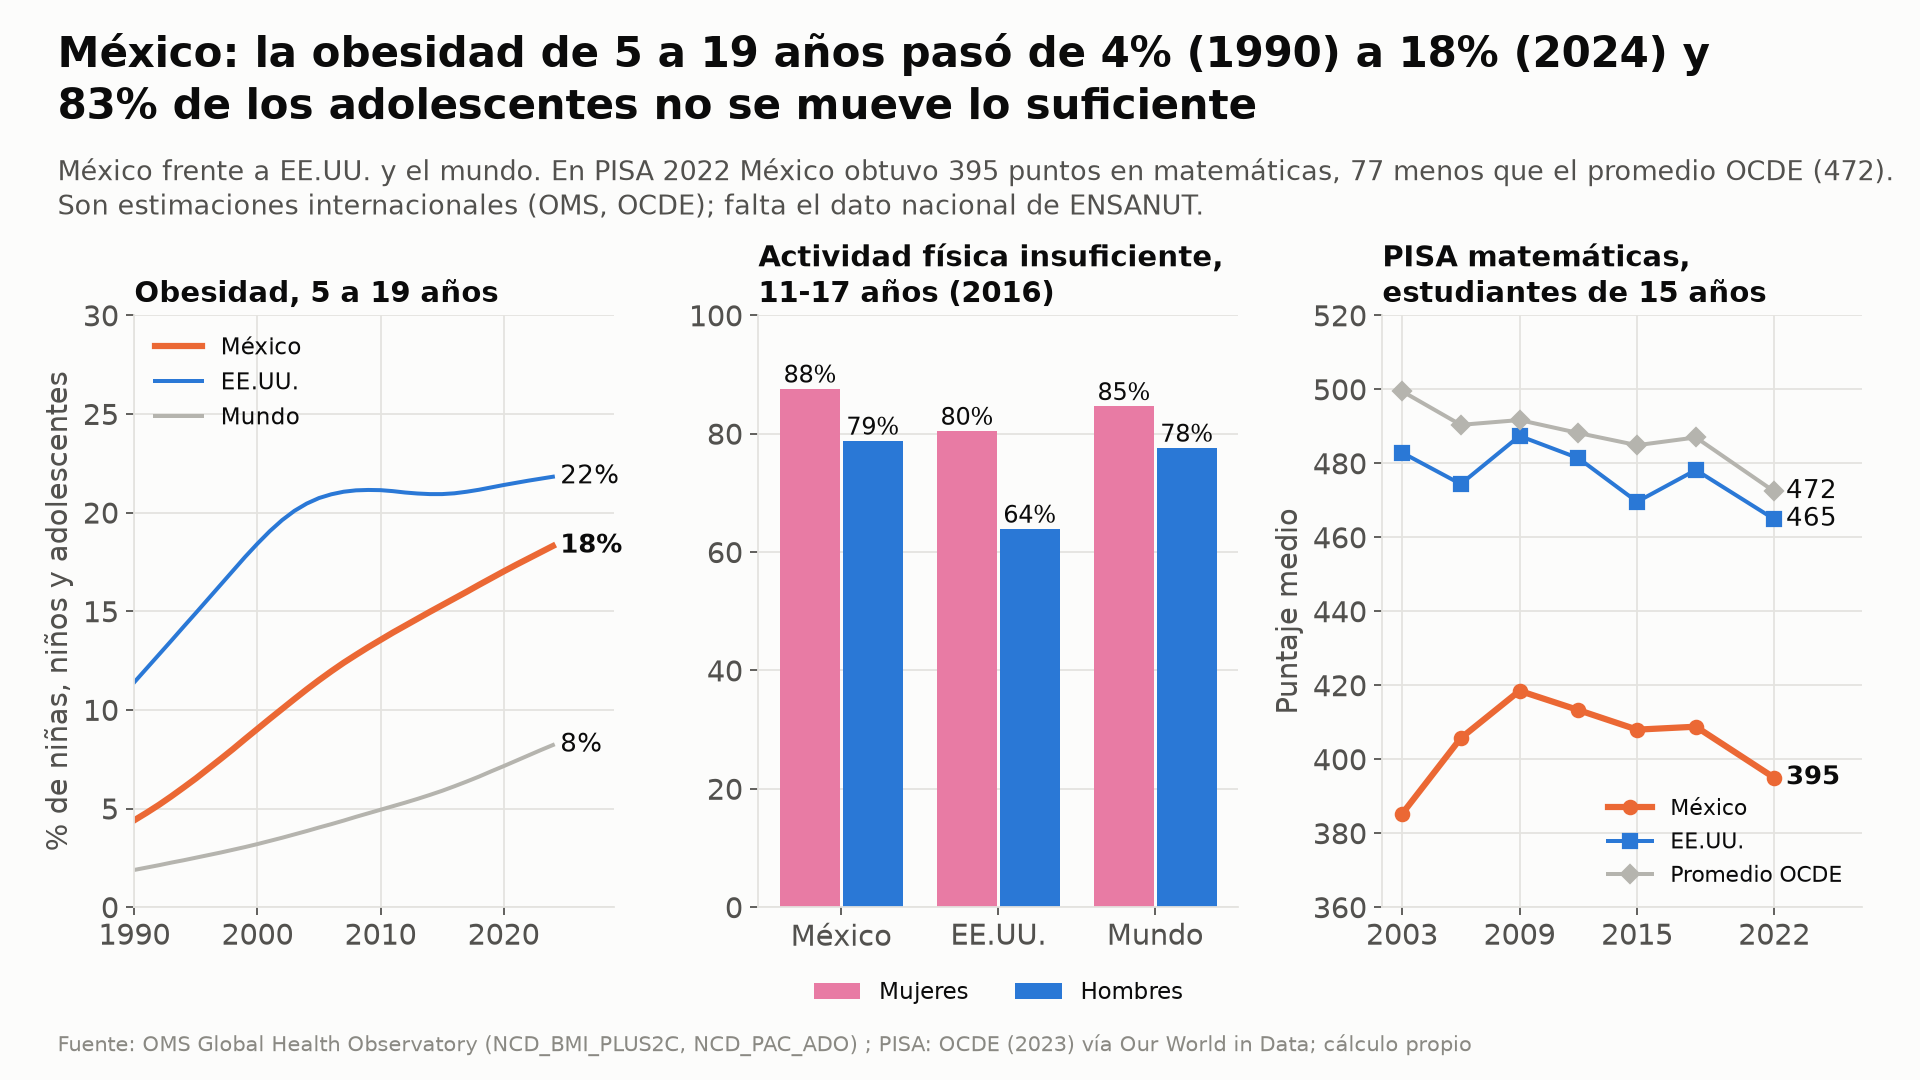 México: la obesidad de 5 a 19 años pasó de 4% (1990) a 18% (2024) y
83% de los adolescentes no se mueve lo suficiente
México frente a EE.UU. y el mundo. En PISA 2022 México obtuvo 395 puntos en matemáticas, 77 menos que el promedio OCDE (472).
Son estimaciones internacionales (OMS, OCDE); falta el dato nacional de ENSANUT.
Obesidad, 5 a 19 años
% de niñas, niños y adolescentes
30
25
20
15
10
5
0
1990 2000 2010 2020
México
EE.UU.
Mundo
22%
18%
8%
Actividad física insuficiente,
11-17 años (2016)
100
80
60
40
20
0
88%
79%
80%
64%
85%
78%
México EE.UU. Mundo
Mujeres Hombres
PISA matemáticas,
estudiantes de 15 años
Puntaje medio
520
500
480
460
440
420
400
380
360
472
465
395
México
EE.UU.
Promedio OCDE
2003 2009 2015 2022
Fuente: OMS Global Health Observatory (NCD_BMI_PLUS2C, NCD_PAC_ADO) ; PISA: OCDE (2023) vía Our World in Data; cálculo propio